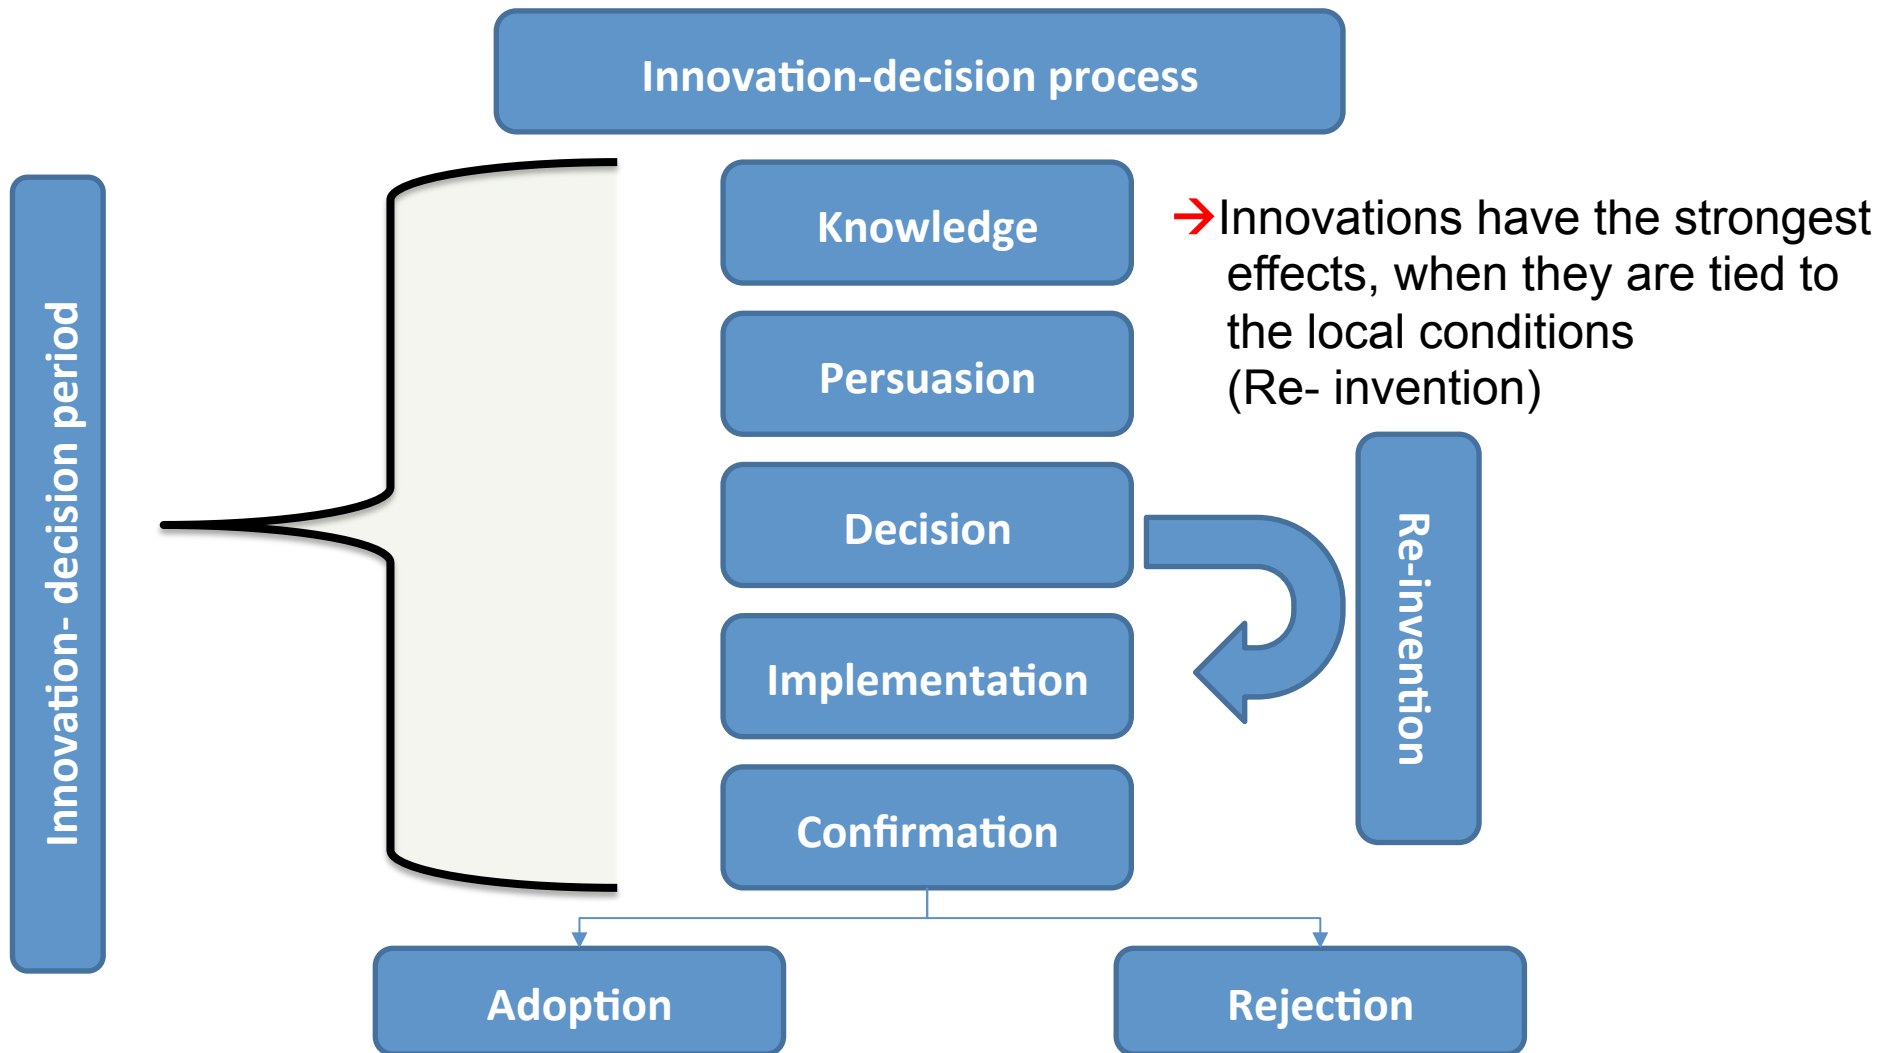 Innovation-decision process
Innovation- decision period
Knowledge
Persuasion
Decision
Implementation
Confirmation
→Innovations have the strongest
effects, when they are tied to
the local conditions
(Re- invention)
Re-invention
Adoption
Rejection